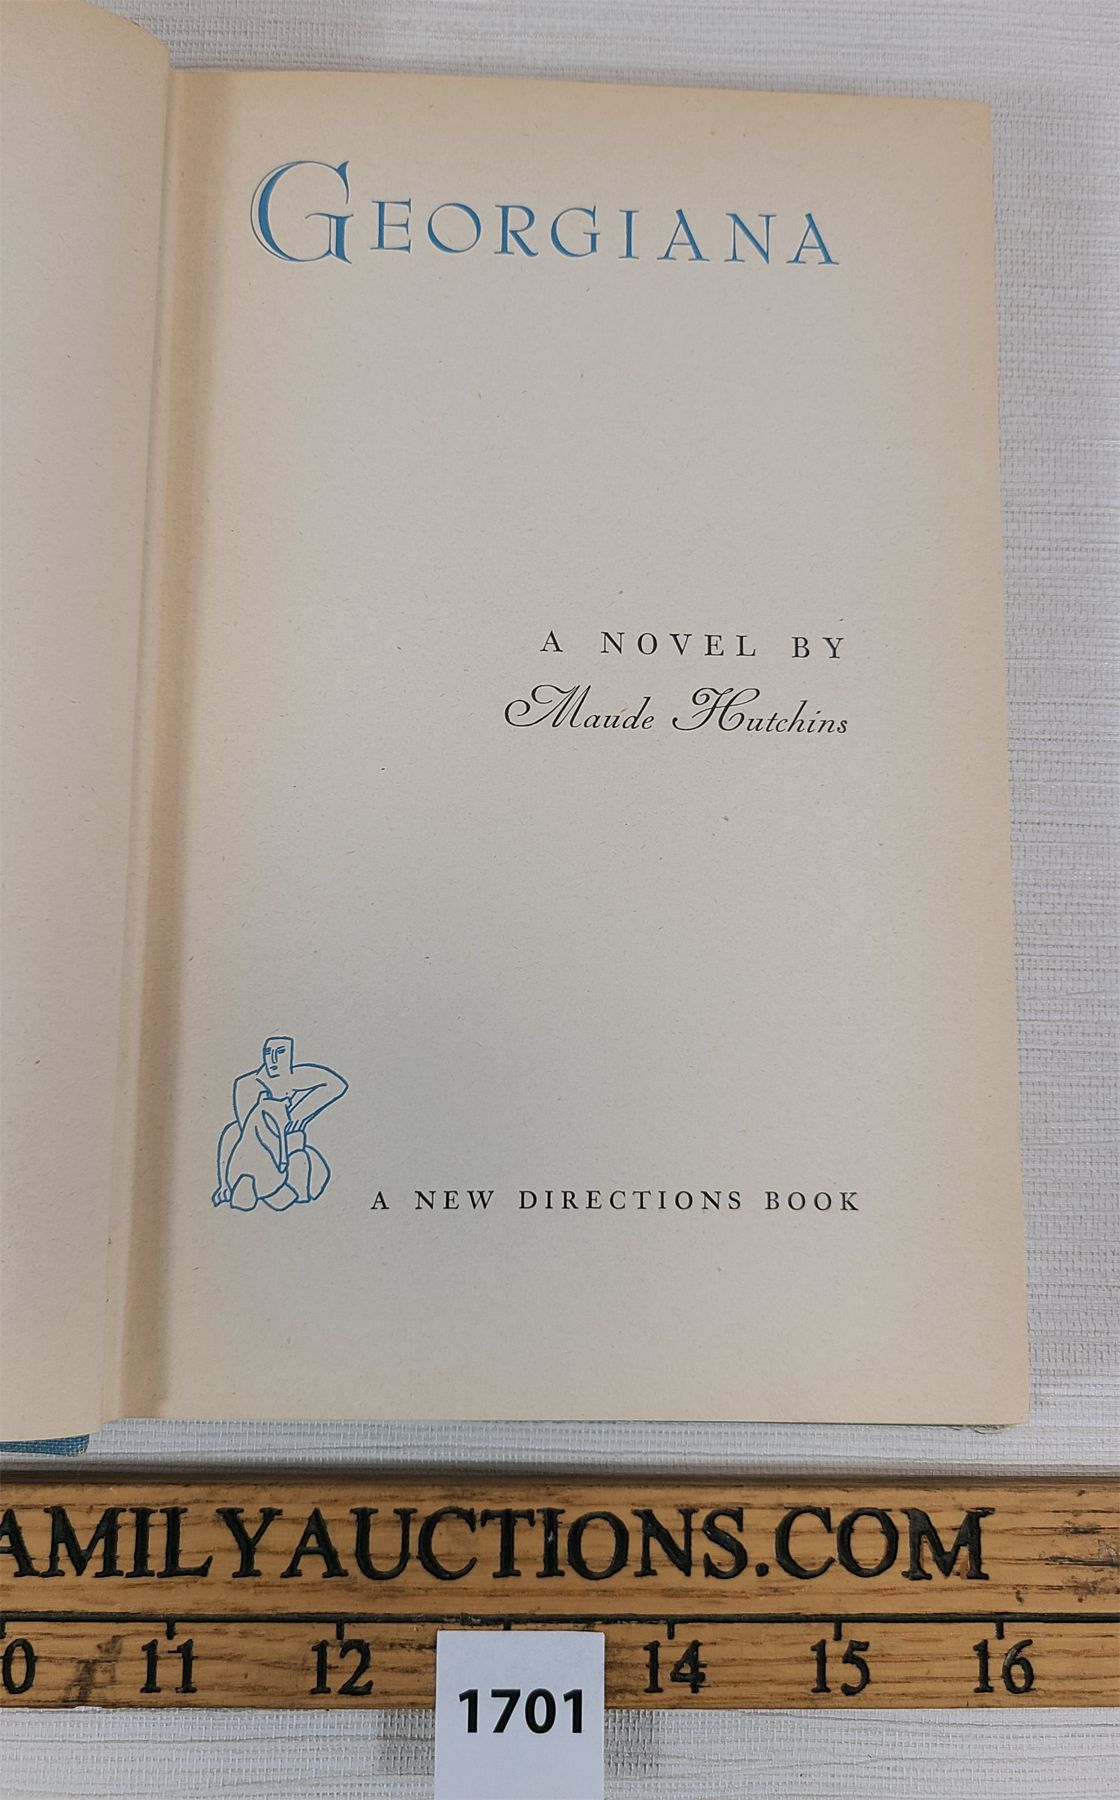 GEORGIANA
A NOVEL BY
Maude Hutchins
A NEW DIRECTIONS BOOK
AMILYAUCTIONS.COM
0 11 12 14 15 16
1701